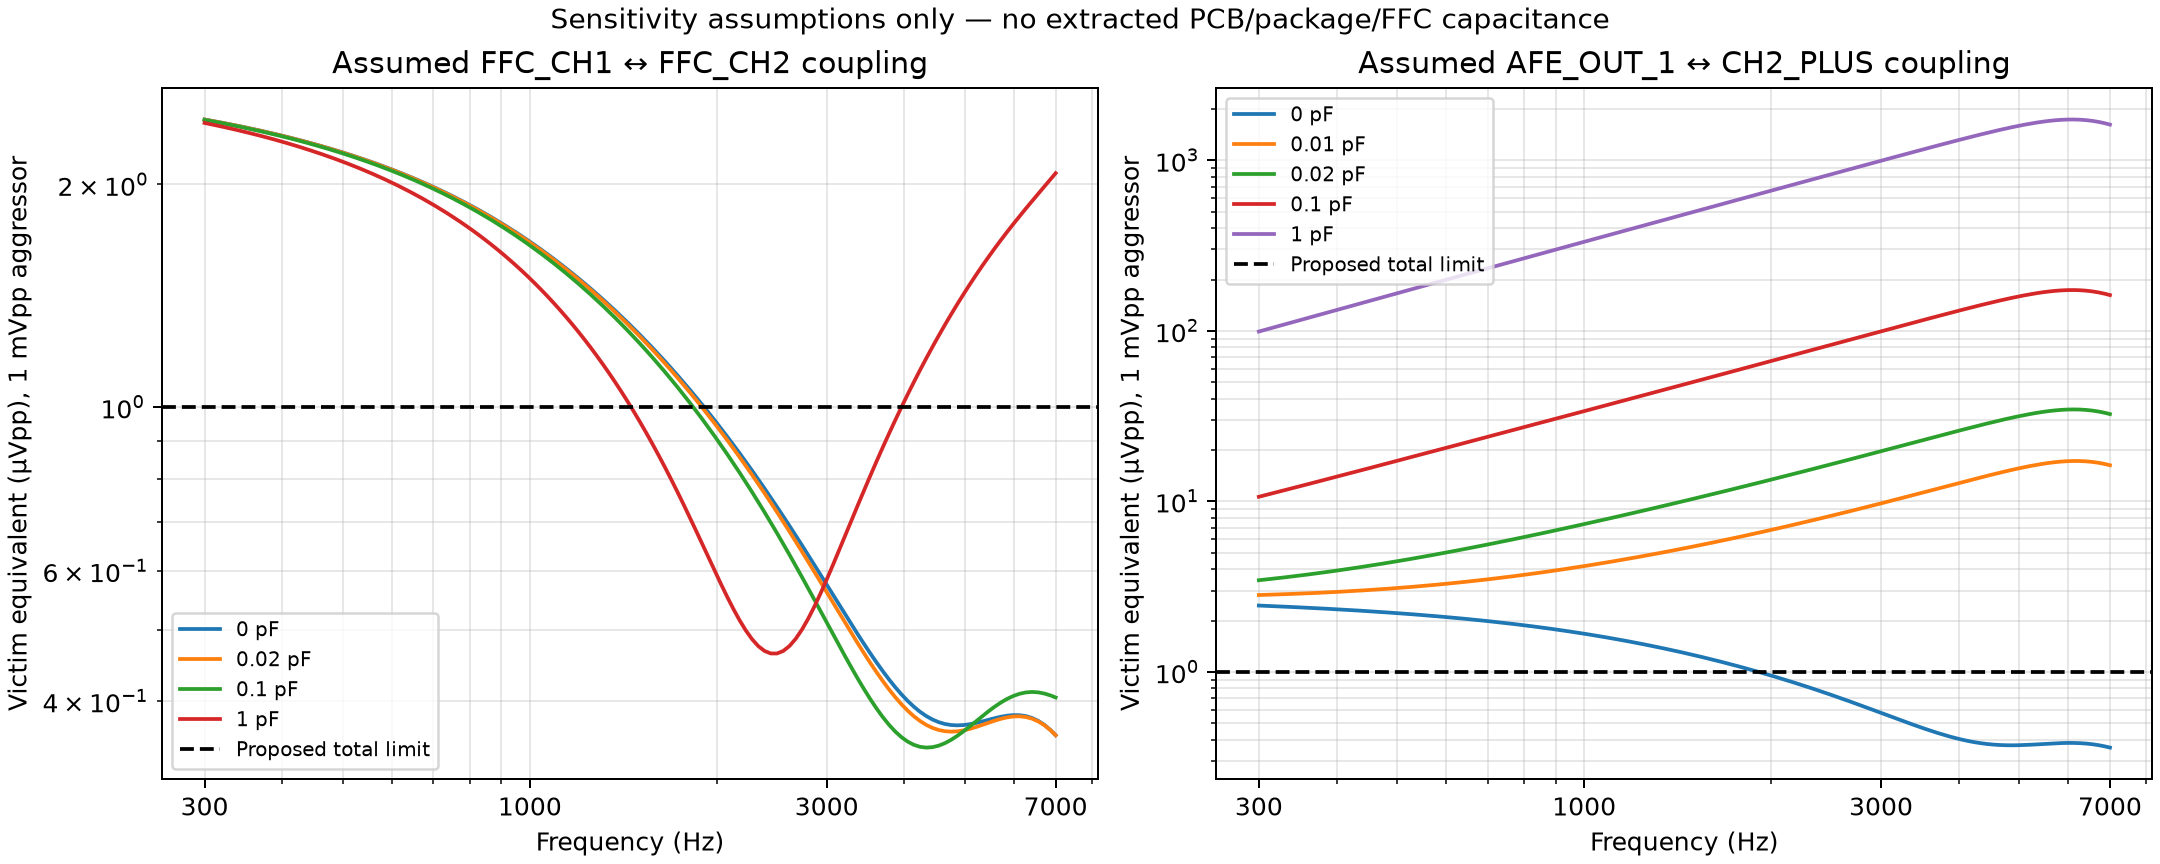 Sensitivity assumptions only — no extracted PCB/package/FFC capacitance
Assumed FFC_CH1 ↔ FFC_CH2 coupling
Victim equivalent (µVpp), 1 mVpp aggressor
2 × 10⁰
10⁰
6 × 10⁻¹
4 × 10⁻¹
0 pF
0.02 pF
0.1 pF
1 pF
Proposed total limit
300
1000
3000
7000
Frequency (Hz)
Assumed AFE_OUT_1 ↔ CH2_PLUS coupling
Victim equivalent (µVpp), 1 mVpp aggressor
10³
10²
10¹
10⁰
0 pF
0.01 pF
0.02 pF
0.1 pF
1 pF
Proposed total limit
300
1000
3000
7000
Frequency (Hz)